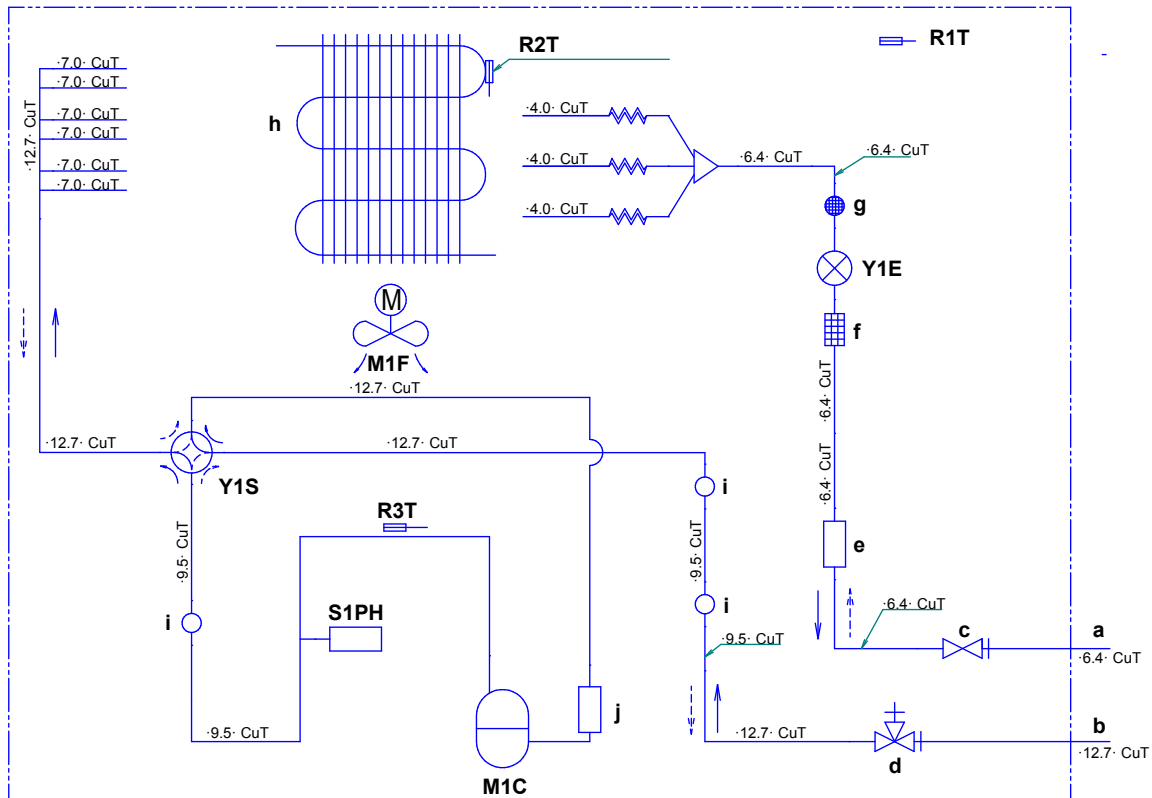 R1T
R2T
·7.0· CuT
·7.0· CuT
·7.0· CuT
·7.0· CuT
·7.0· CuT
·7.0· CuT
·12.7· CuT
h
·4.0· CuT
·4.0· CuT
·4.0· CuT
·6.4· CuT
·6.4· CuT
g
Y1E
f
M
M1F
·12.7· CuT
·6.4· CuT
·12.7· CuT
·12.7· CuT
Y1S
·6.4· CuT
i
R3T
e
·9.5· CuT
·9.5· CuT
i
i
S1PH
·6.4· CuT
·9.5· CuT
c
a
·6.4· CuT
j
·9.5· CuT
·12.7· CuT
b
·12.7· CuT
d
M1C